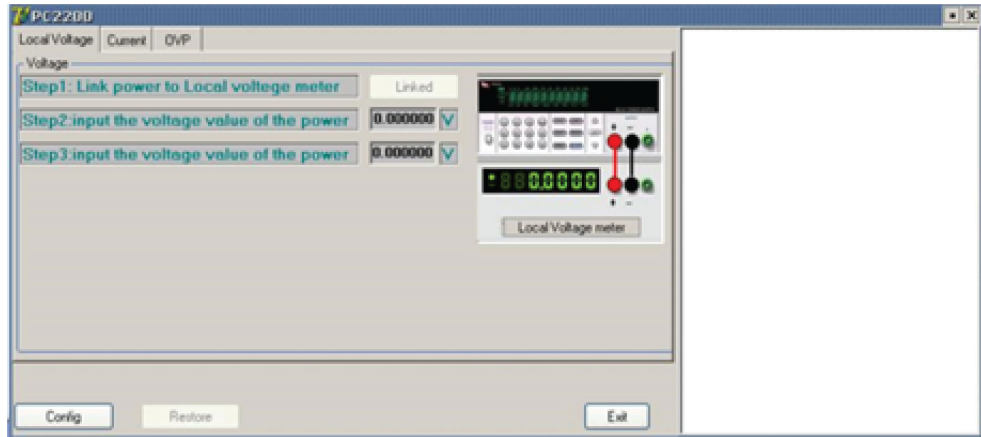 PC2200
Local Voltage Current OVP
Voltage
Step1: Link power to Local voltege meter Linked
Step2:input the voltage value of the power 0.000000 V
Step3:input the voltage value of the power 0.000000 V
0.0000
+ -
Local Voltage meter
Config Restore Exit